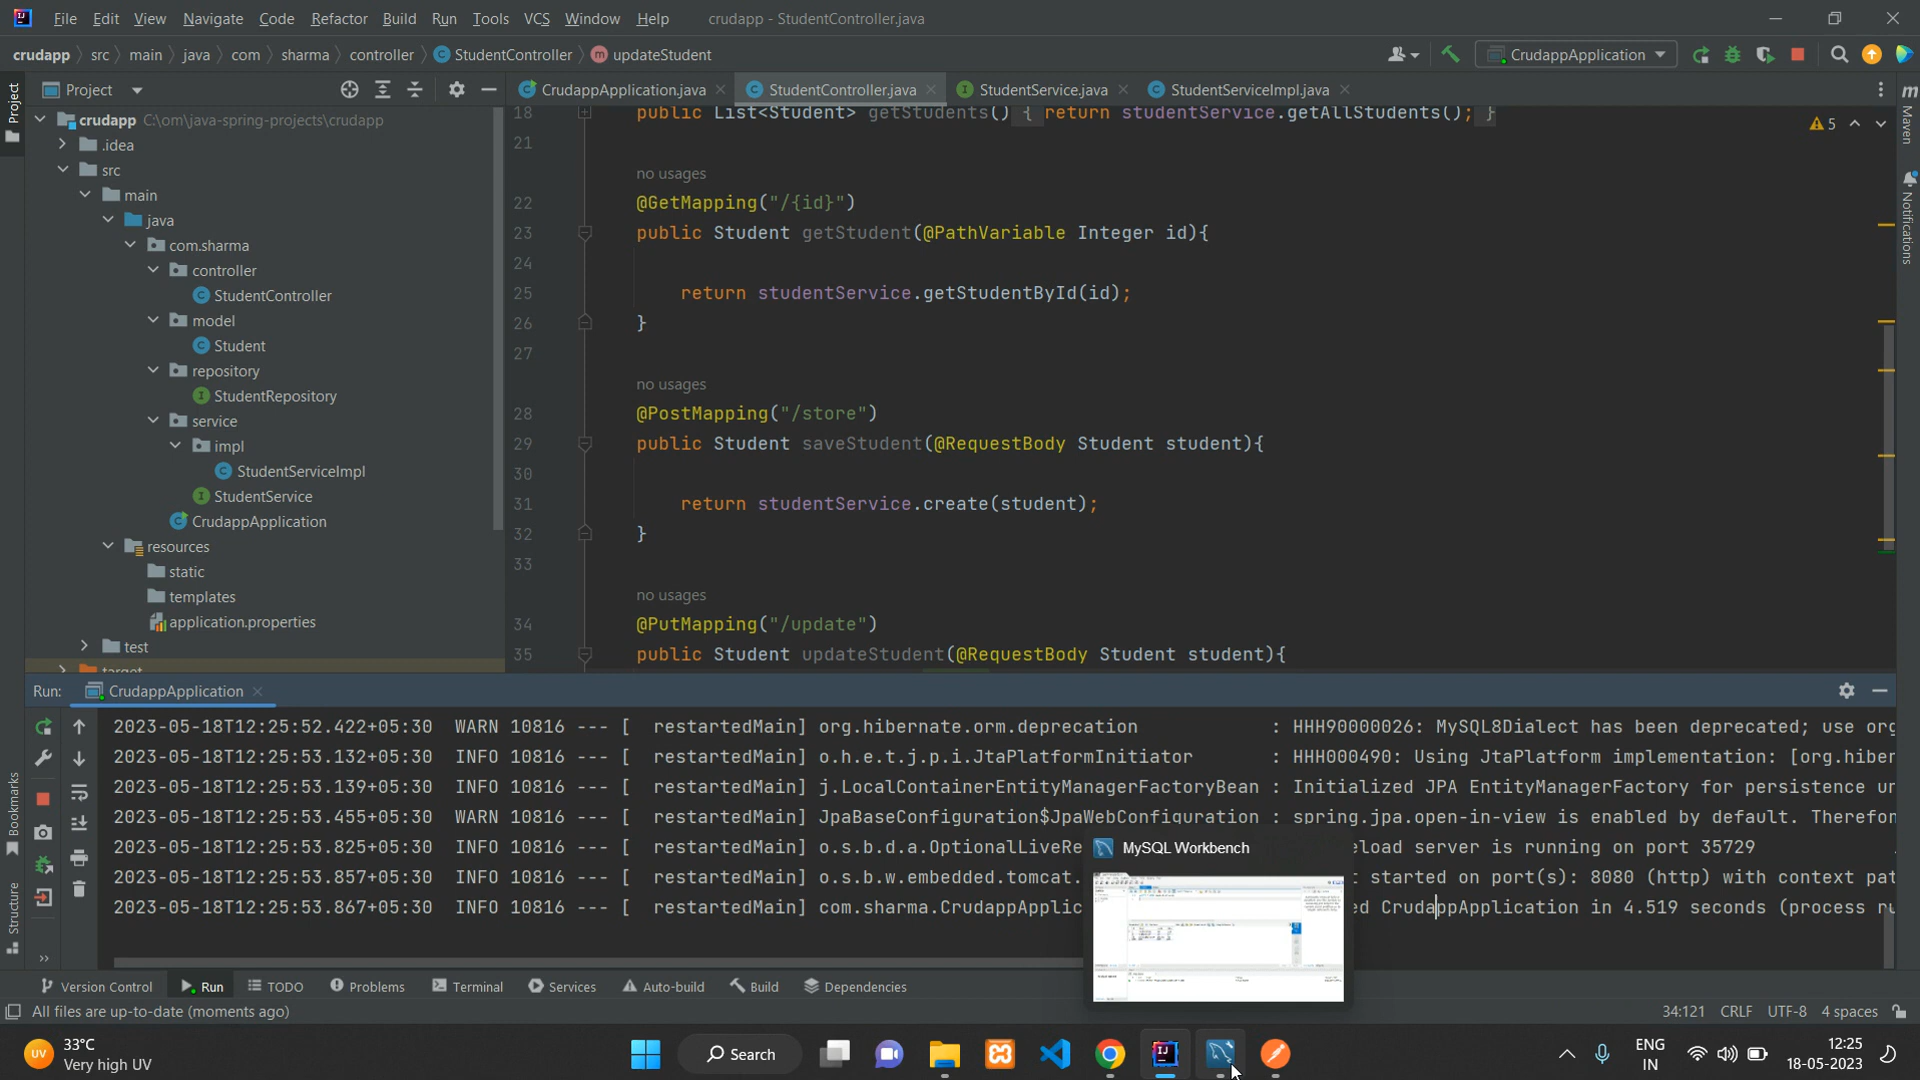 File Edit View Navigate Code Refactor Build Run Tools VCS Window Help crudapp - StudentController.java
crudapp src main java com sharma controller StudentController updateStudent CrudappApplication
Project
CrudappApplication.java StudentController.java StudentService.java StudentServiceImpl.java
Project
Maven
Notifications
Bookmarks
Structure
crudapp C:\om\java-spring-projects\crudapp
.idea
src
main
java
com.sharma
controller
StudentController
model
Student
repository
StudentRepository
service
impl
StudentServiceImpl
StudentService
CrudappApplication
resources
static
templates
application.properties
test
target
5
18 public List<Student> getStudents() { return studentService.getAllStudents(); }
21
no usages
22 @GetMapping("/{id}")
23 public Student getStudent(@PathVariable Integer id){
24
25 return studentService.getStudentById(id);
26 }
27
no usages
28 @PostMapping("/store")
29 public Student saveStudent(@RequestBody Student student){
30
31 return studentService.create(student);
32 }
33
no usages
34 @PutMapping("/update")
35 public Student updateStudent(@RequestBody Student student){
Run: CrudappApplication
2023-05-18T12:25:52.422+05:30 WARN 10816 --- [ restartedMain] org.hibernate.orm.deprecation : HHH90000026: MySQL8Dialect has been deprecated; use org
2023-05-18T12:25:53.132+05:30 INFO 10816 --- [ restartedMain] o.h.e.t.j.p.i.JtaPlatformInitiator : HHH000490: Using JtaPlatform implementation: [org.hiber
2023-05-18T12:25:53.139+05:30 INFO 10816 --- [ restartedMain] j.LocalContainerEntityManagerFactoryBean : Initialized JPA EntityManagerFactory for persistence un
2023-05-18T12:25:53.455+05:30 WARN 10816 --- [ restartedMain] JpaBaseConfiguration$JpaWebConfiguration : spring.jpa.open-in-view is enabled by default. Therefor
2023-05-18T12:25:53.825+05:30 INFO 10816 --- [ restartedMain] o.s.b.d.a.OptionalLiveRe eload server is running on port 35729
2023-05-18T12:25:53.857+05:30 INFO 10816 --- [ restartedMain] o.s.b.w.embedded.tomcat. t started on port(s): 8080 (http) with context pat
2023-05-18T12:25:53.867+05:30 INFO 10816 --- [ restartedMain] com.sharma.CrudappApplic ed CrudappApplication in 4.519 seconds (process ru
MySQL Workbench
Version Control Run TODO Problems Terminal Services Auto-build Build Dependencies
All files are up-to-date (moments ago) 34:121 CRLF UTF-8 4 spaces
UV 33°C
Very high UV
Search
ENG
IN
12:25
18-05-2023